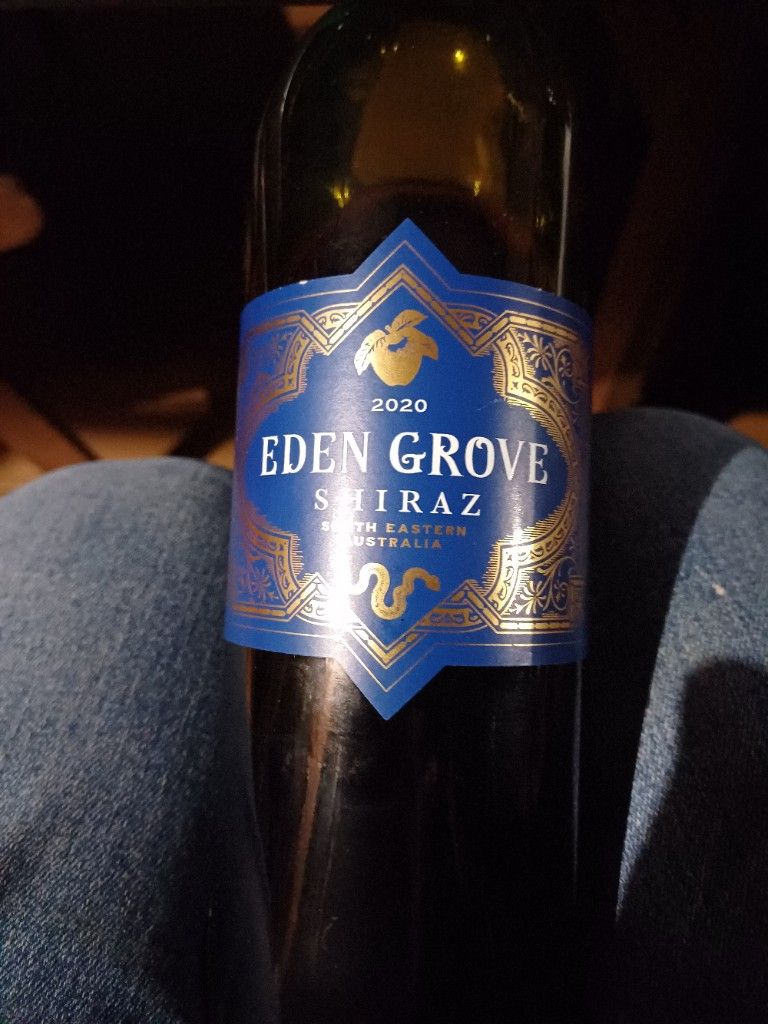 2020
EDEN GROVE
SHIRAZ
SOUTH EASTERN
AUSTRALIA